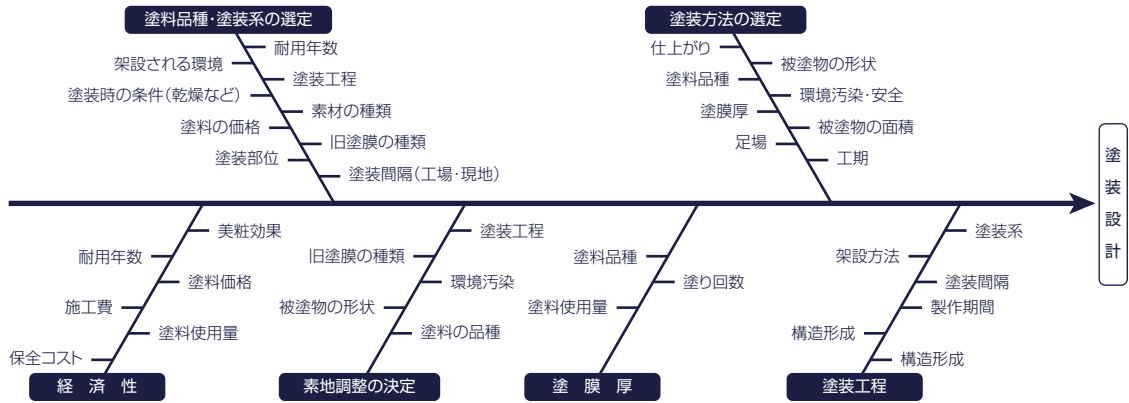 塗料品種・塗装系の選定
耐用年数
架設される環境
塗装工程
塗装時の条件（乾燥など）
素材の種類
塗料の価格
旧塗膜の種類
塗装部位
塗装間隔（工場・現地）
塗装方法の選定
仕上がり
被塗物の形状
塗料品種
環境汚染・安全
塗膜厚
被塗物の面積
足場
工期
塗装設計
美粧効果
耐用年数
塗料価格
施工費
塗料使用量
保全コスト
経済性
塗装工程
旧塗膜の種類
環境汚染
被塗物の形状
塗料の品種
素地調整の決定
塗料品種
塗り回数
塗料使用量
塗膜厚
塗装系
架設方法
塗装間隔
製作期間
構造形成
構造形成
塗装工程